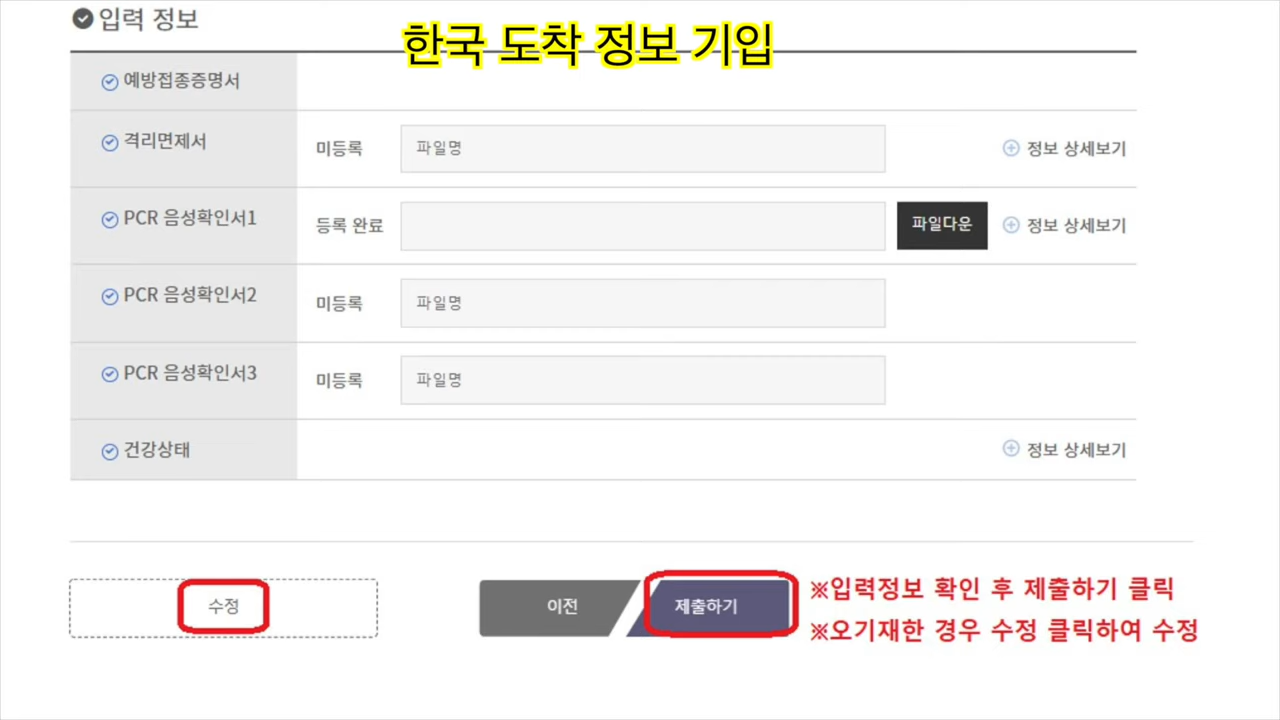 입력 정보
한국 도착 정보 기입
예방접종증명서
격리면제서 미등록 파일명 정보 상세보기
PCR 음성확인서1 등록 완료 파일다운 정보 상세보기
PCR 음성확인서2 미등록 파일명
PCR 음성확인서3 미등록 파일명
건강상태 정보 상세보기
수정 이전 제출하기
※입력정보 확인 후 제출하기 클릭
※오기재한 경우 수정 클릭하여 수정